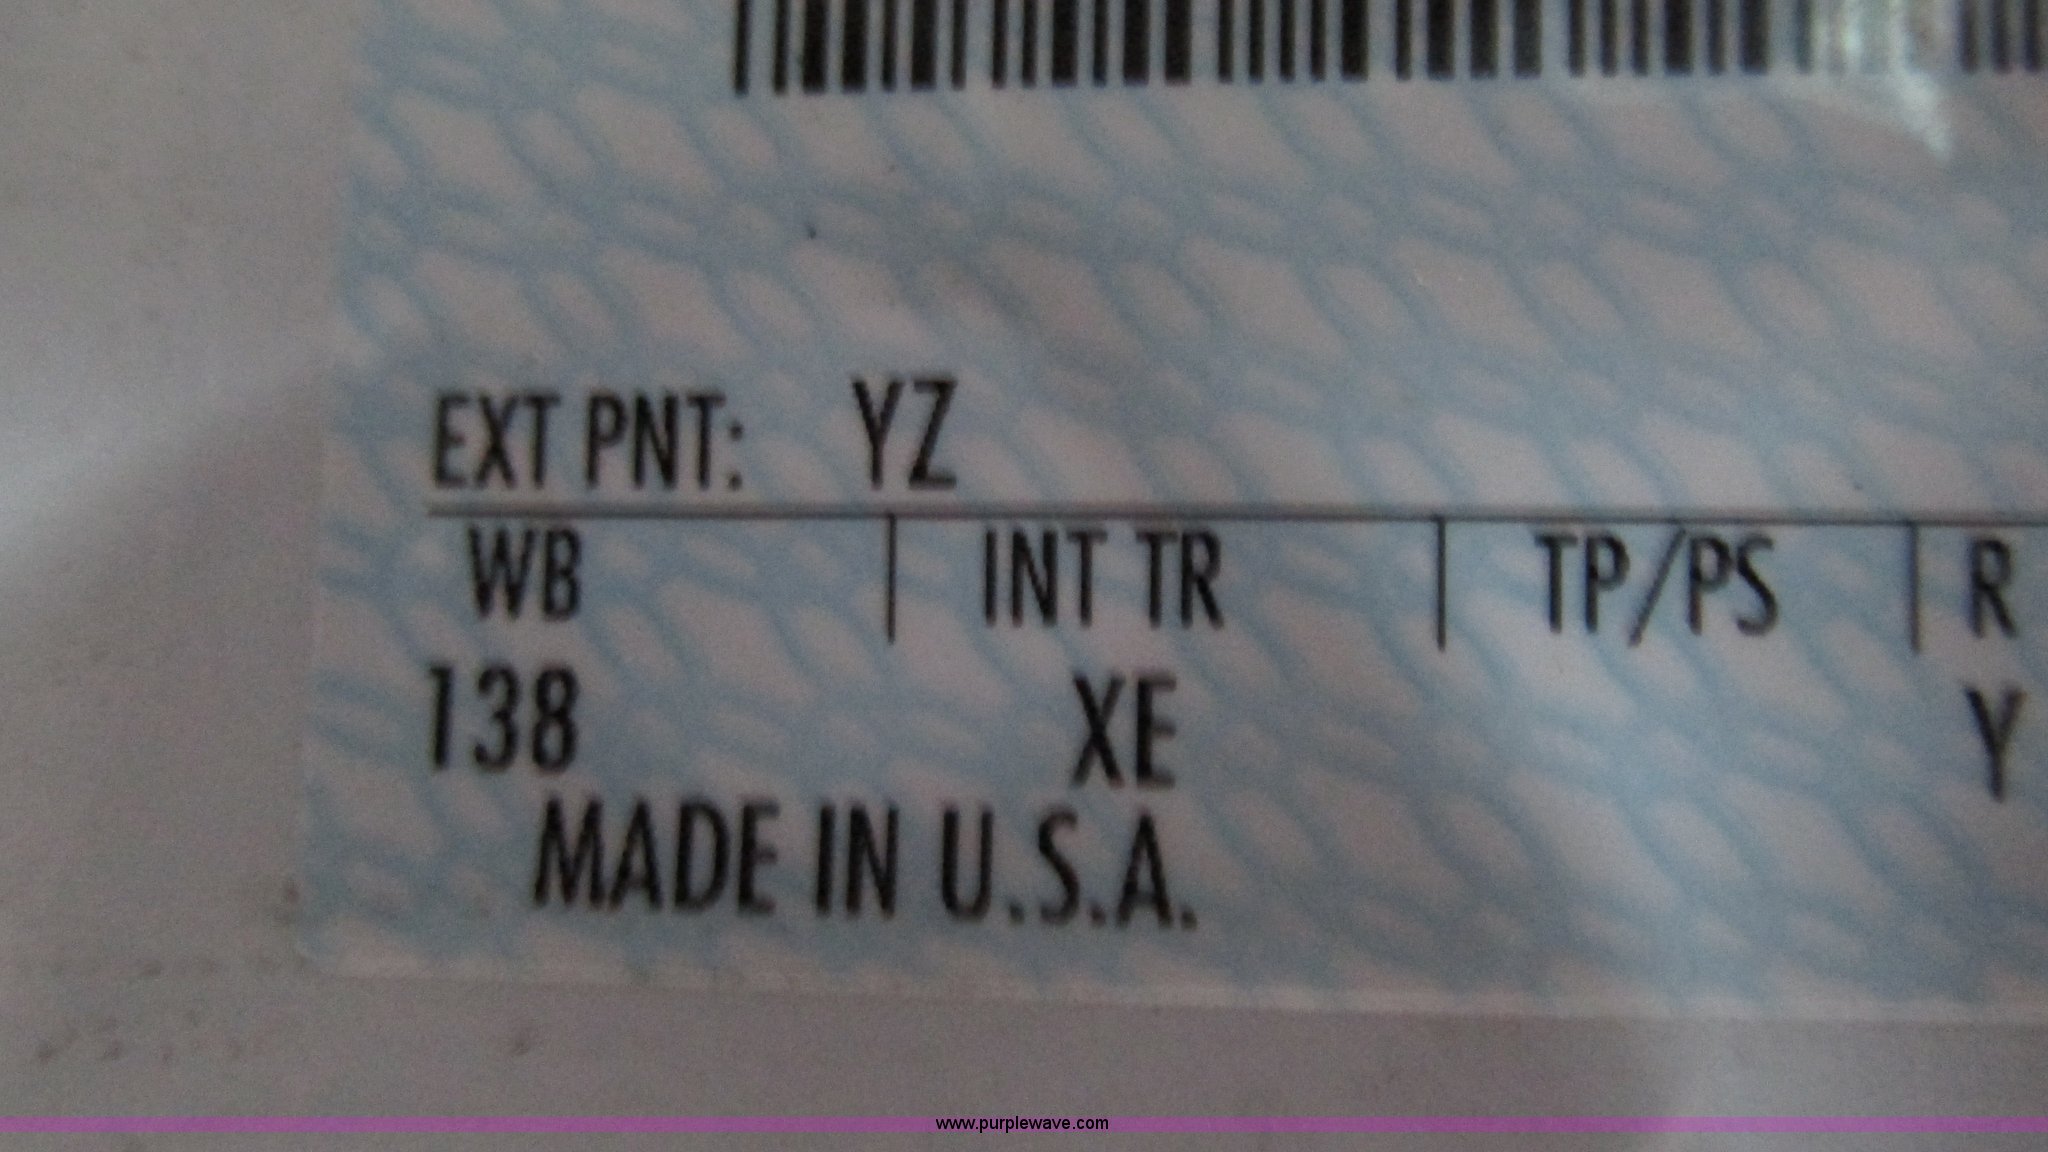 EXT PNT: YZ
WB | INT TR | TP/PS | R
138 XE Y
MADE IN U.S.A.
www.purplewave.com